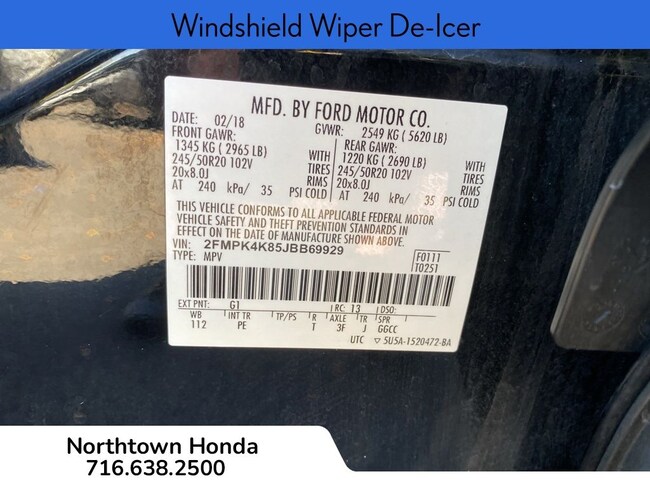 Windshield Wiper De-Icer
MFD. BY FORD MOTOR CO.
DATE: 02/18 GVWR: 2549 KG ( 5620 LB)
FRONT GAWR: REAR GAWR:
1345 KG ( 2965 LB) WITH 1220 KG ( 2690 LB) WITH
245/50R20 102V TIRES 245/50R20 102V TIRES
20x8.0J RIMS 20x8.0J RIMS
AT 240 kPa/ 35 PSI COLD AT 240 kPa/ 35 PSI COLD
THIS VEHICLE CONFORMS TO ALL APPLICABLE FEDERAL MOTOR
VEHICLE SAFETY AND THEFT PREVENTION STANDARDS IN
EFFECT ON THE DATE OF MANUFACTURE SHOWN ABOVE.
VIN: 2FMPK4K85JBB69929 F0111
TYPE: MPV T0251
EXT PNT: G1 RC: 13 DSO:
WB INT TR TP/PS R AXLE TR SPR
112 PE T 3F J GGCC
UTC ▽ 5U5A-1520472-BA
Northtown Honda
716.638.2500